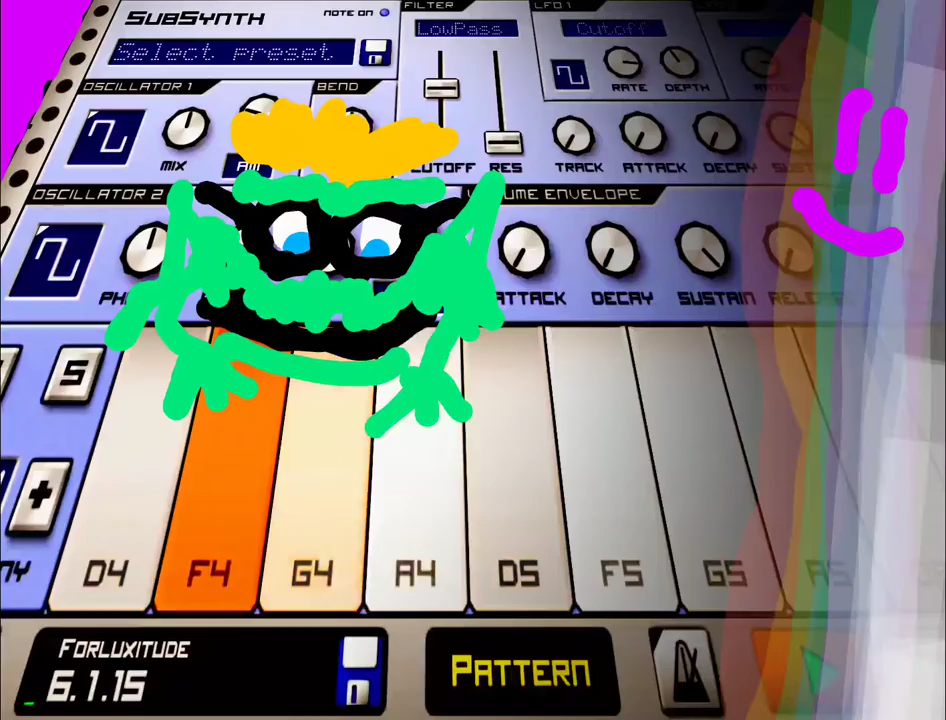 SubSynth
NOTE ON
FILTER
LFO 1
Select preset
LowPass
Cutoff
RATE
DEPTH
OSCILLATOR 1
BEND
MIX
CUTOFF
RES
TRACK
ATTACK
DECAY
OSCILLATOR 2
VOLUME ENVELOPE
ATTACK
DECAY
SUSTAIN
RELEASE
S
+
D4
F4
G4
A4
D5
F5
G5
A5
Forluxitude
6.1.15
Pattern